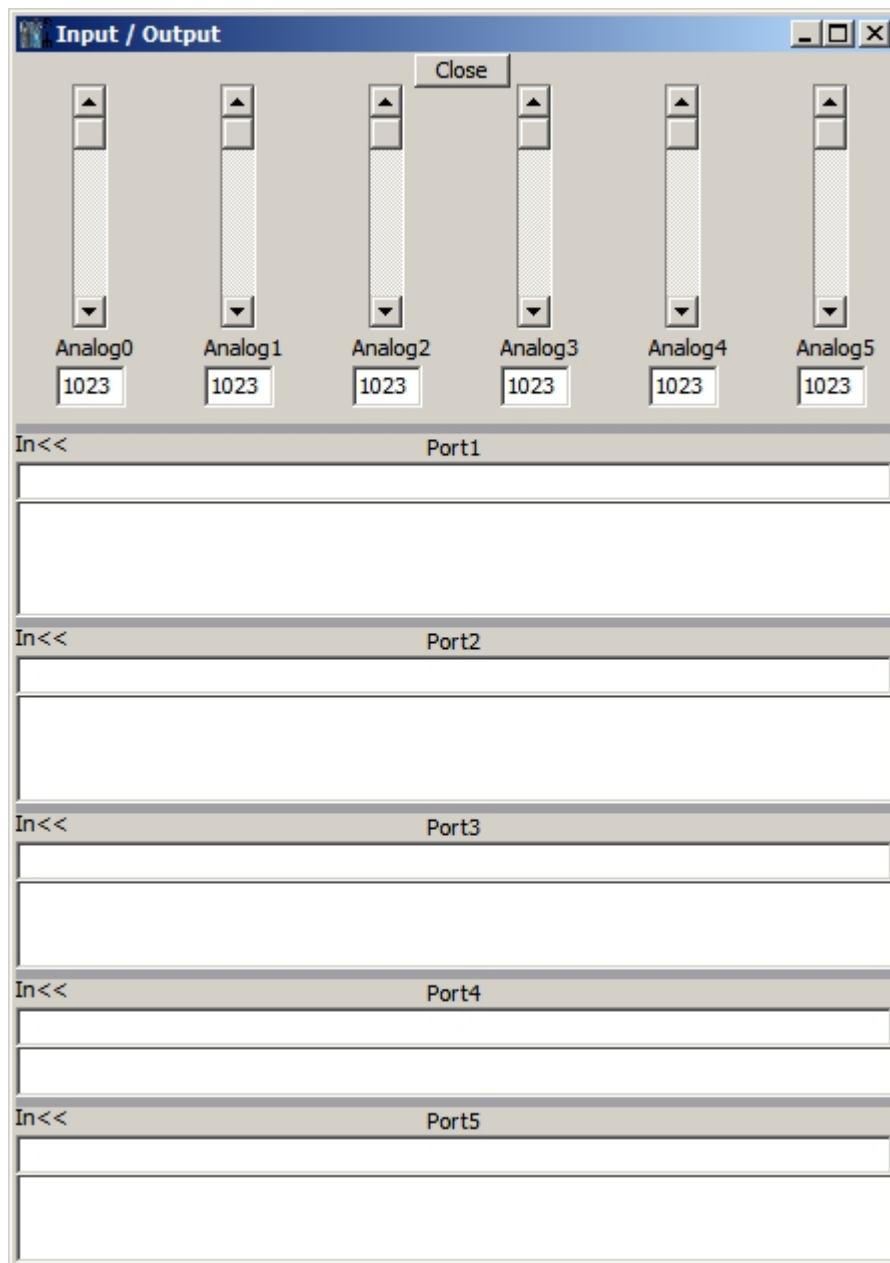 Input / Output
Close
Analog0 Analog1 Analog2 Analog3 Analog4 Analog5
1023 1023 1023 1023 1023 1023
In<< Port1
In<< Port2
In<< Port3
In<< Port4
In<< Port5